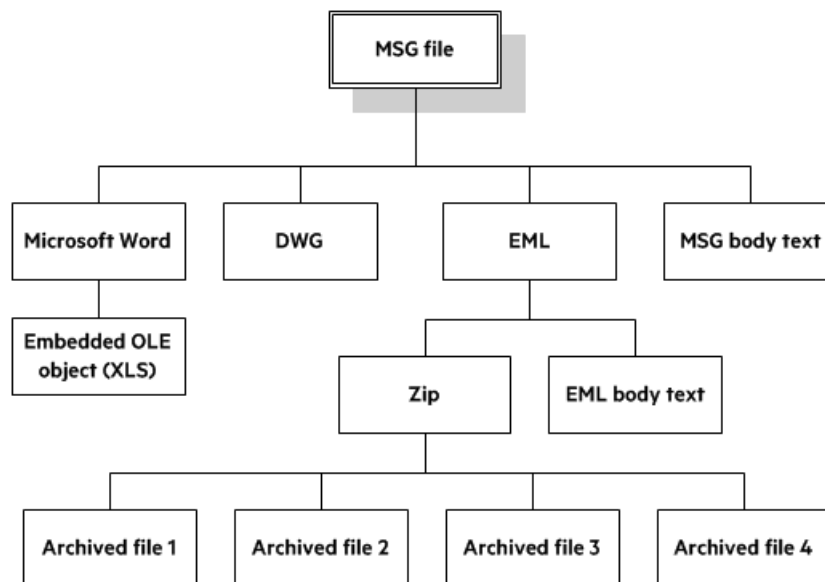 MSG file
Microsoft Word
DWG
EML
MSG body text
Embedded OLE
object (XLS)
Zip
EML body text
Archived file 1
Archived file 2
Archived file 3
Archived file 4